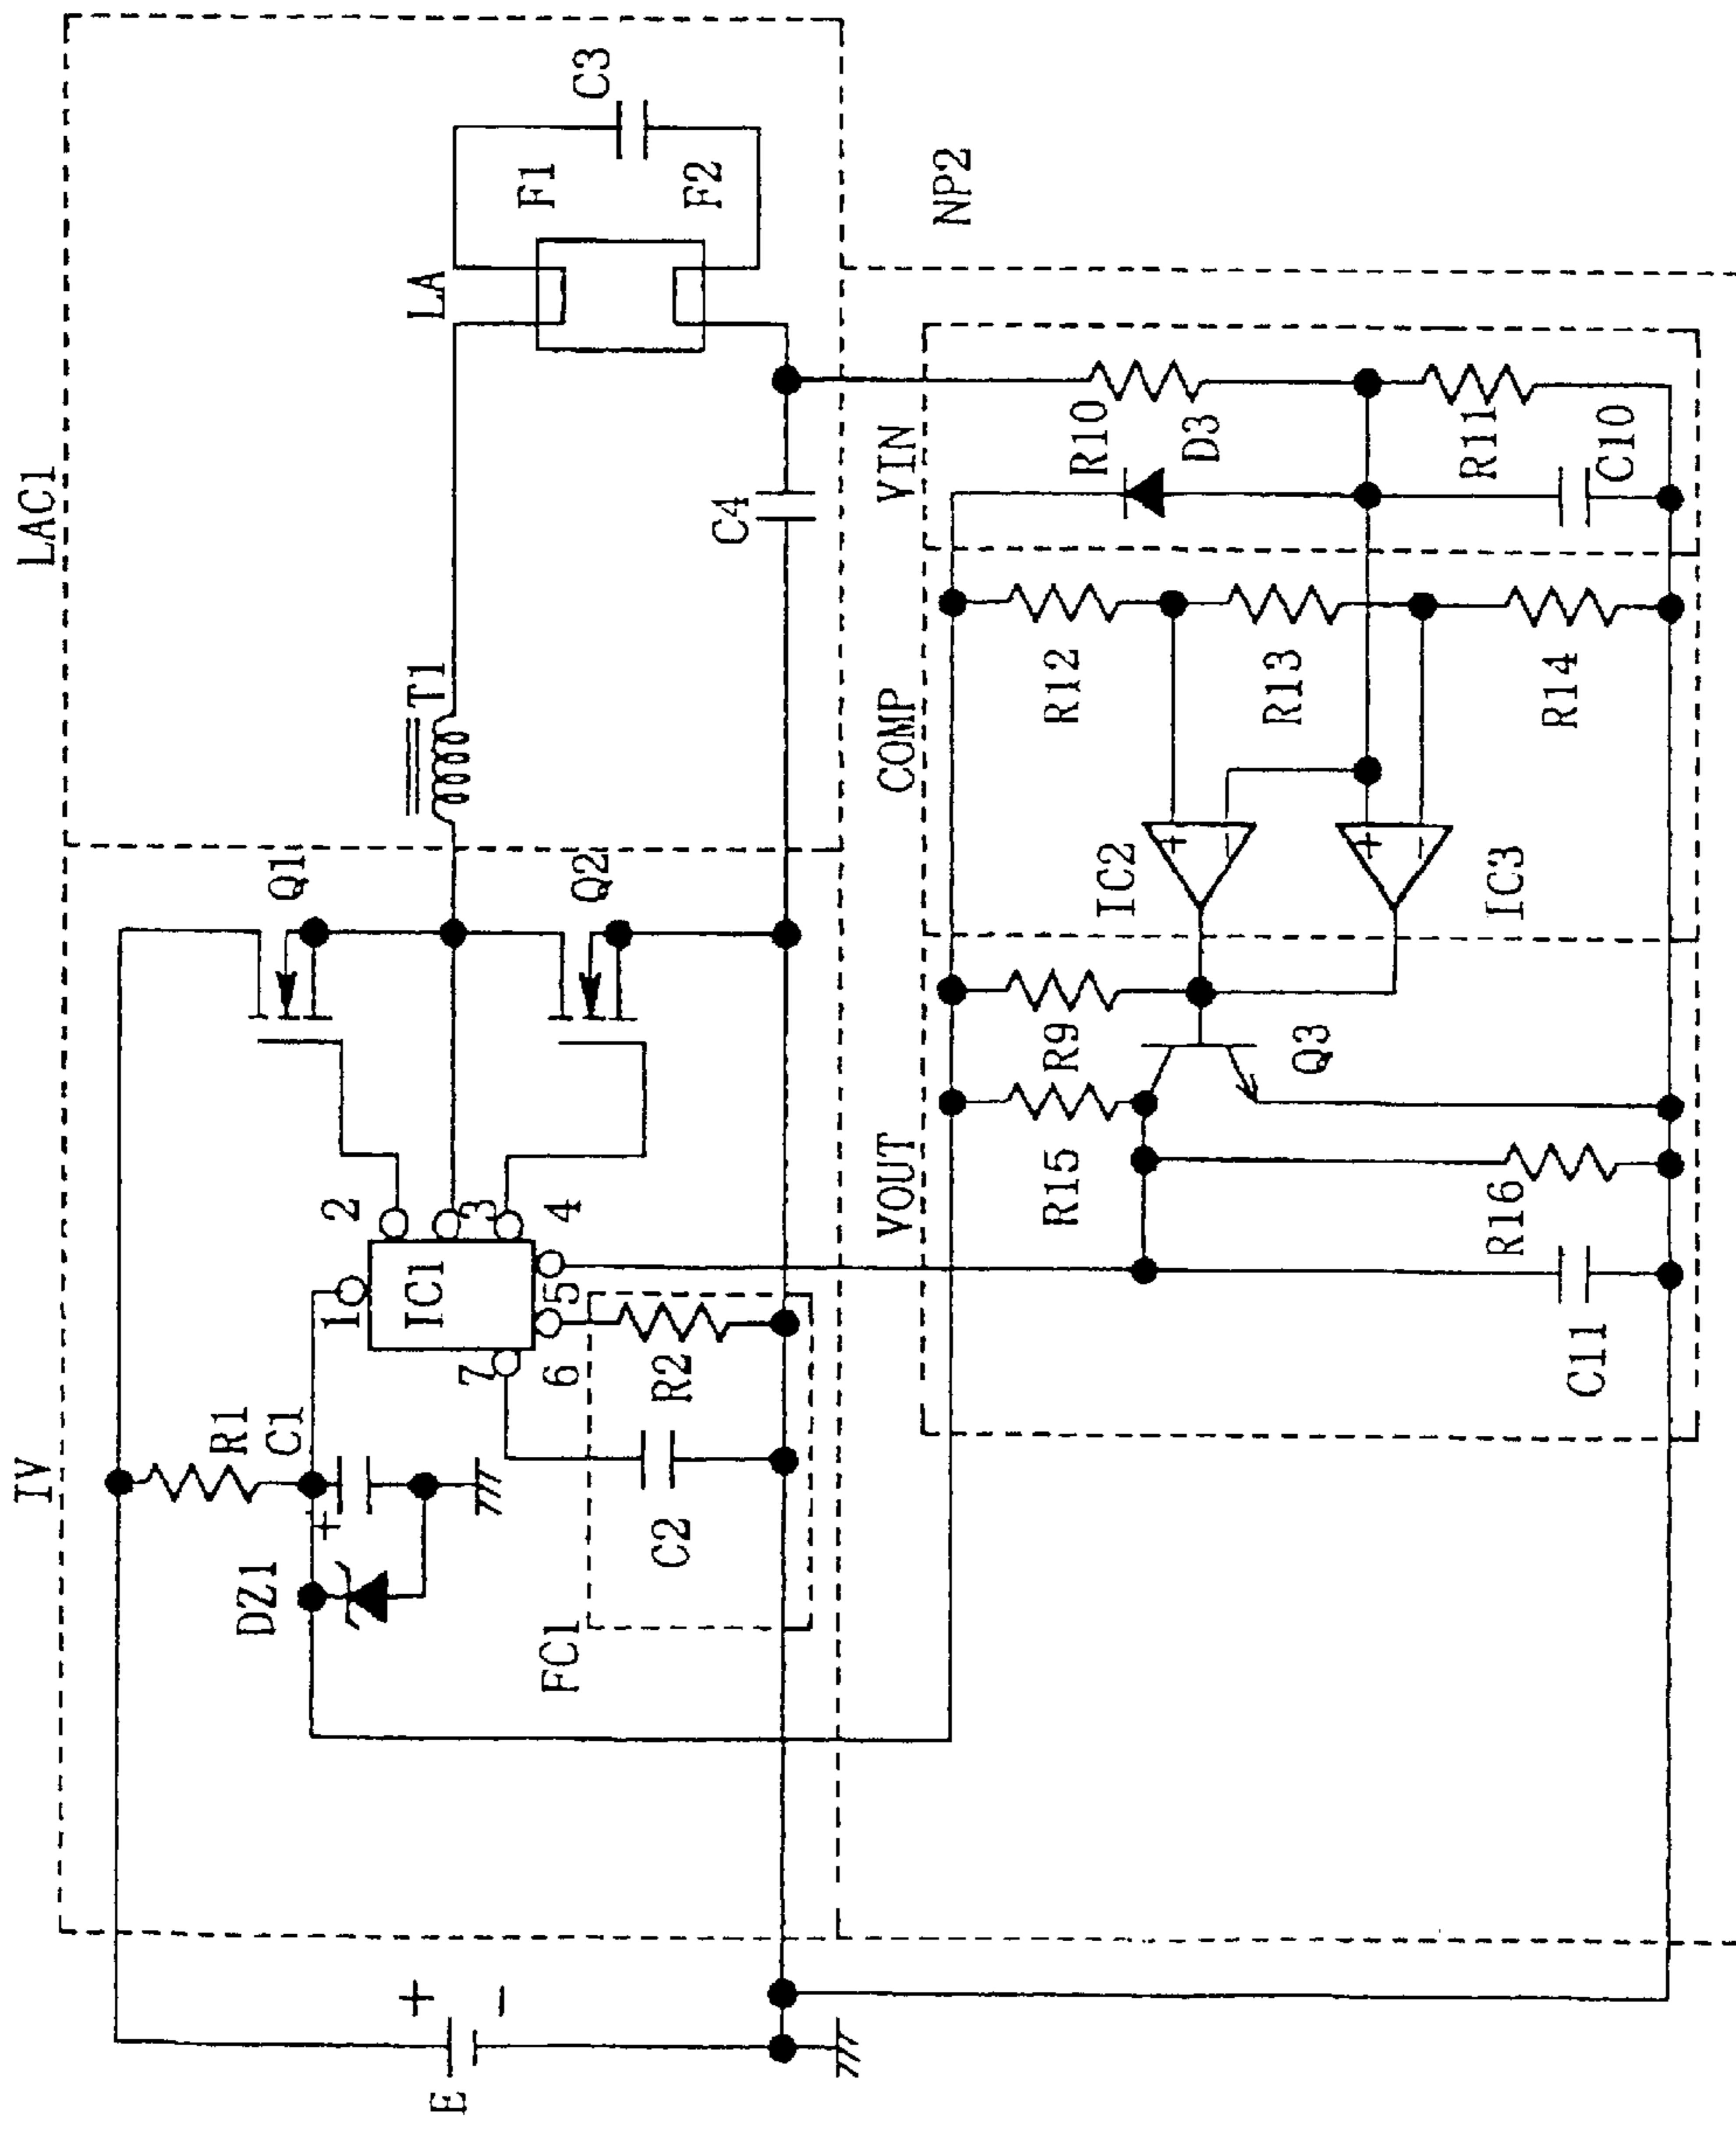 LAC1
IV
C3
F1
F2
LA
T1
C4
Q1
Q2
NP2
R1
C1
+
DZ1
IC1
1
2
3
4
5
6
7
R2
C2
FC1
E
+
-
VIN
R10
D3
R11
C10
COMP
R12
R13
R14
IC2
+
-
IC3
+
-
VOUT
R9
Q3
R15
R16
C11